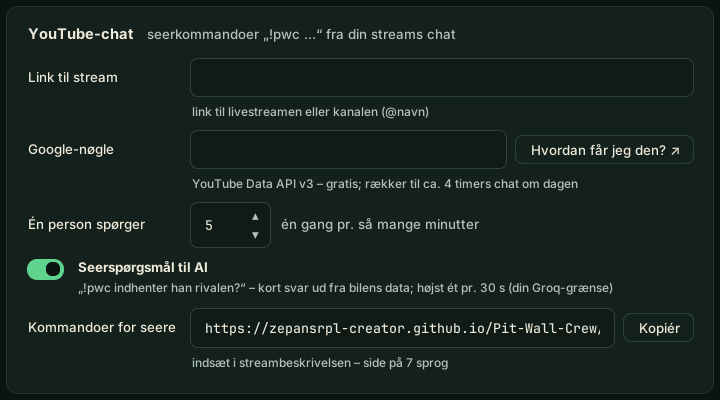 YouTube-chat seerkommandoer „!pwc ...“ fra din streams chat
Link til stream
link til livestreamen eller kanalen (@navn)
Google-nøgle Hvordan får jeg den? ↗
YouTube Data API v3 – gratis; rækker til ca. 4 timers chat om dagen
Én person spørger 5 én gang pr. så mange minutter
Seerspørgsmål til AI
„!pwc indhenter han rivalen?“ – kort svar ud fra bilens data; højst ét pr. 30 s (din Groq-grænse)
Kommandoer for seere https://zepansrpl-creator.github.io/Pit-Wall-Crew, Kopiér
indsæt i streambeskrivelsen – side på 7 sprog